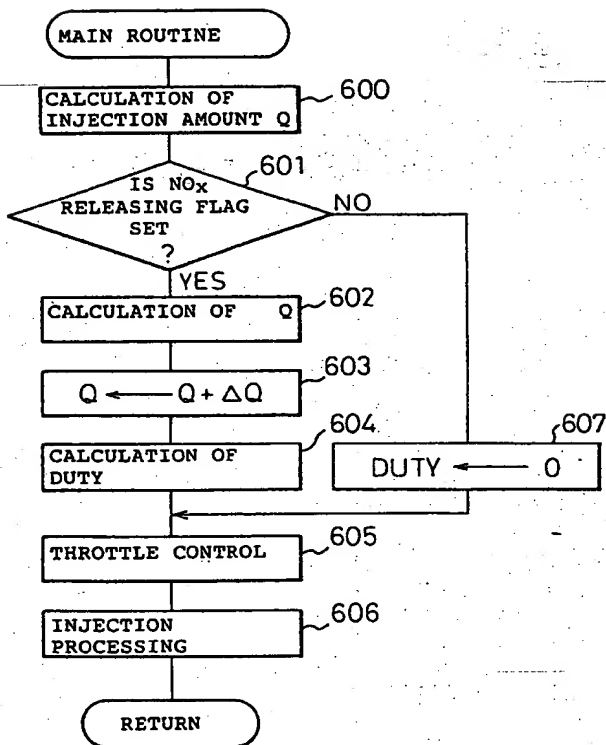 MAIN ROUTINE
CALCULATION OF
INJECTION AMOUNT Q
600
IS NOx
RELEASING FLAG
SET
?
601
NO
YES
CALCULATION OF Q
602
Q ← Q + △Q
603
CALCULATION OF
DUTY
604
DUTY ← 0
607
THROTTLE CONTROL
605
INJECTION
PROCESSING
606
RETURN